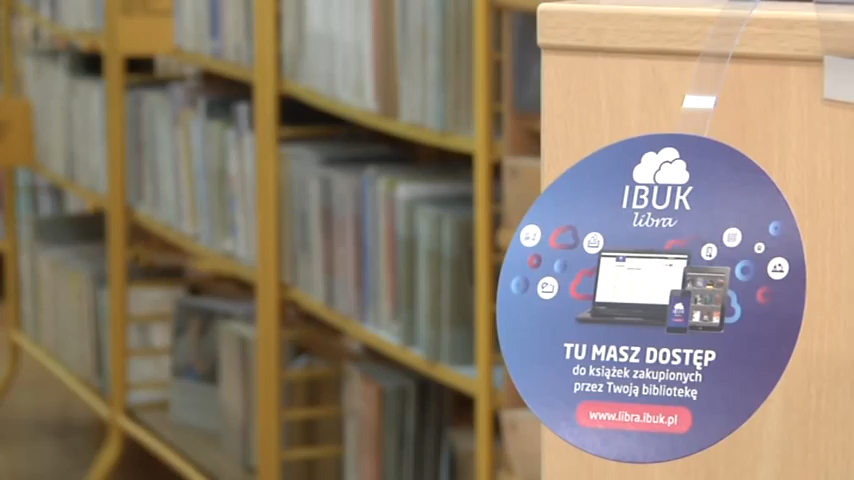 IBUK
libra
TU MASZ DOSTĘP
do książek zakupionych
przez Twoją bibliotekę
www.libra.ibuk.pl